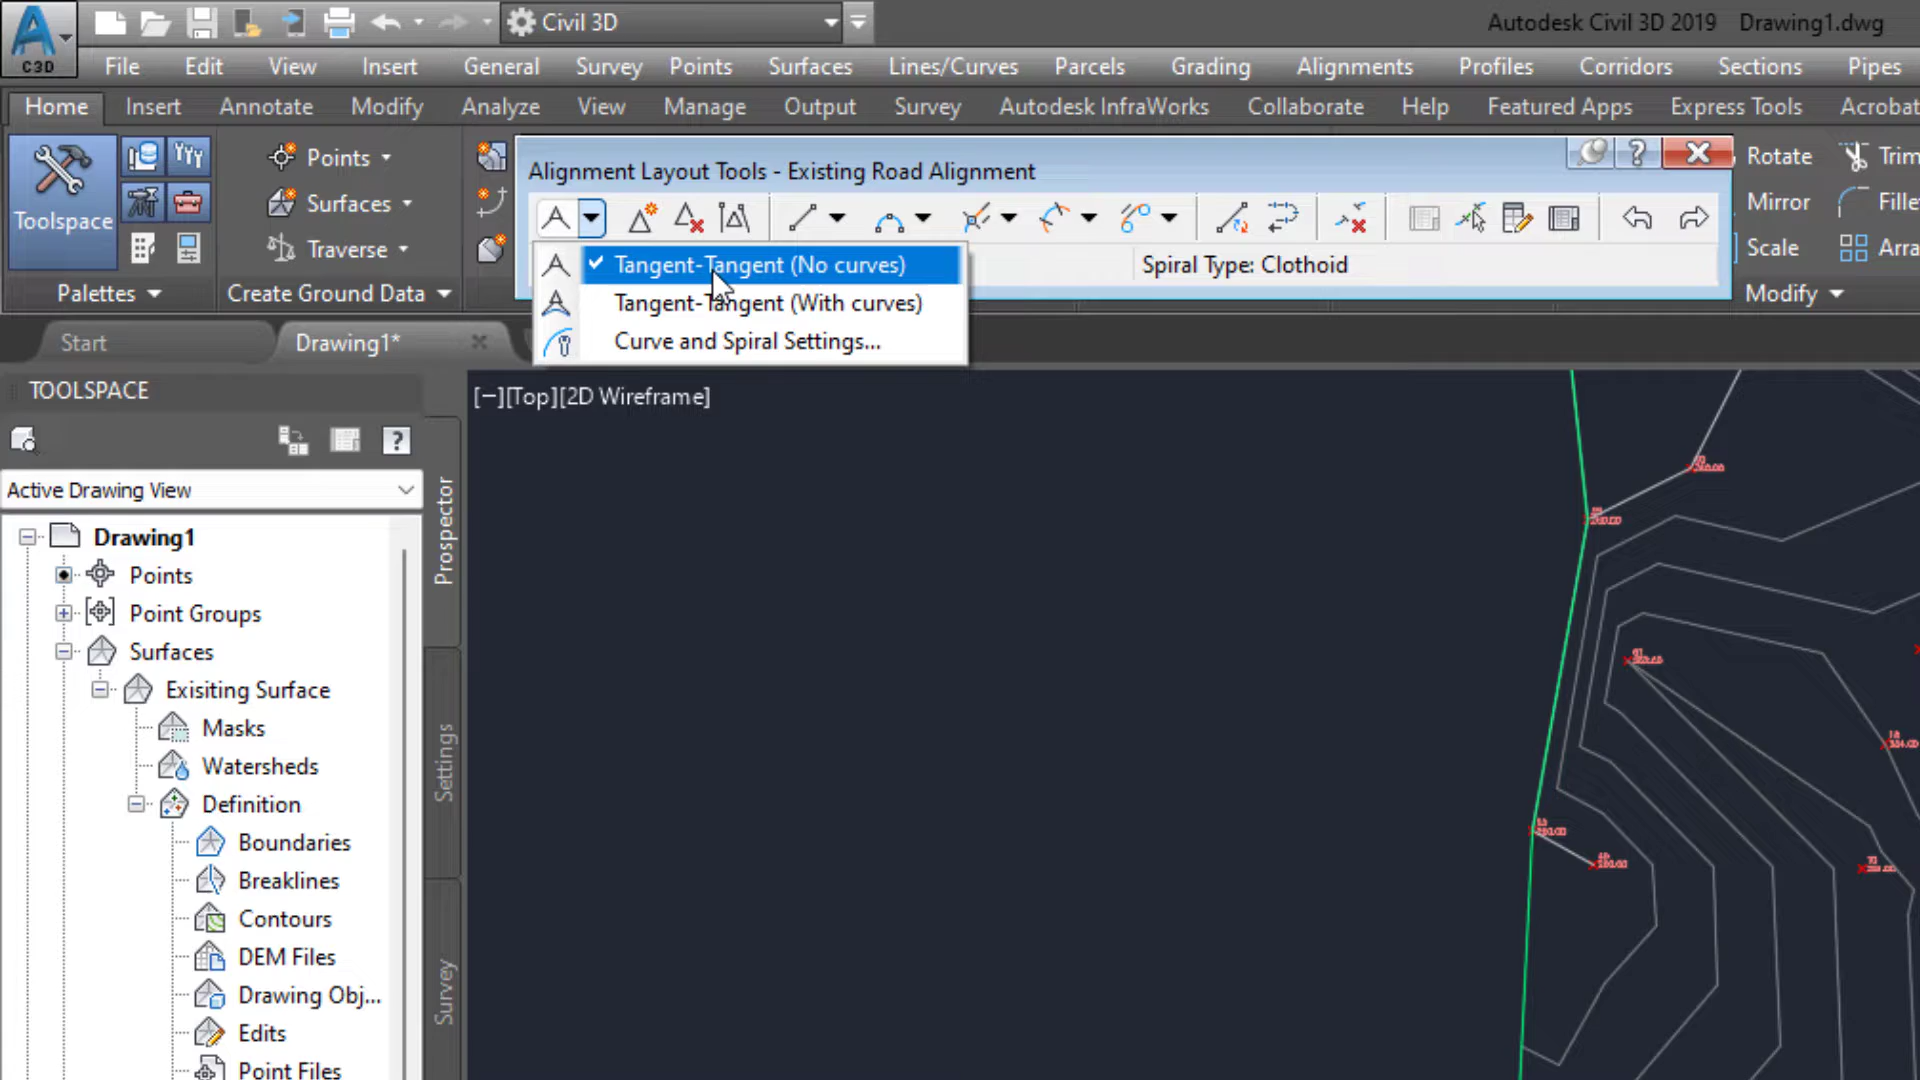 Civil 3D
Autodesk Civil 3D 2019 Drawing1.dwg
C3D
File Edit View Insert General Survey Points Surfaces Lines/Curves Parcels Grading Alignments Profiles Corridors Sections Pipes
Home Insert Annotate Modify Analyze View Manage Output Survey Autodesk InfraWorks Collaborate Help Featured Apps Express Tools Acrobat
Toolspace
Points
Surfaces
Traverse
Palettes
Create Ground Data
Alignment Layout Tools - Existing Road Alignment
?
Tangent-Tangent (No curves)
Tangent-Tangent (With curves)
Curve and Spiral Settings...
Spiral Type: Clothoid
Rotate
Trim
Mirror
Fille
Scale
Arra
Modify
Start
Drawing1*
TOOLSPACE
?
Active Drawing View
Drawing1
Points
Point Groups
Surfaces
Exisiting Surface
Masks
Watersheds
Definition
Boundaries
Breaklines
Contours
DEM Files
Drawing Obj...
Edits
Point Files
Prospector
Settings
Survey
[−][Top][2D Wireframe]